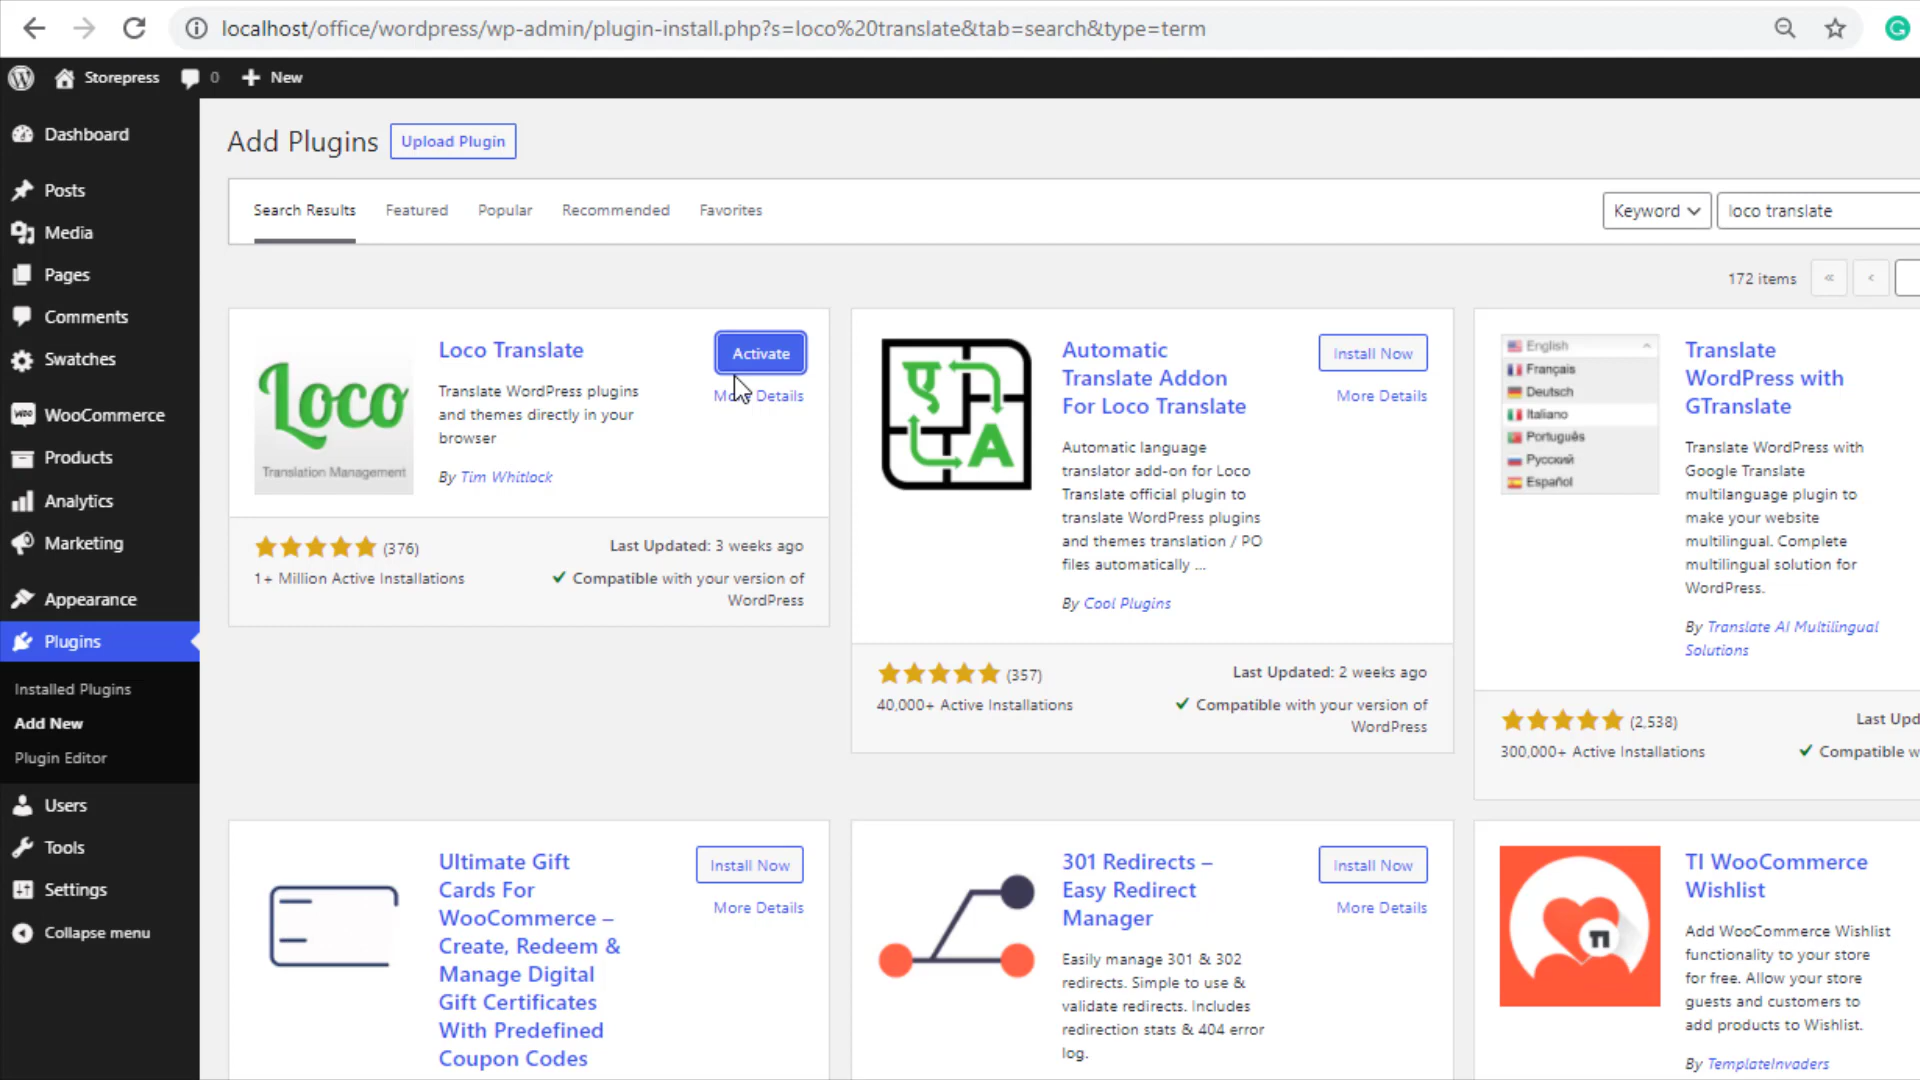 localhost/office/wordpress/wp-admin/plugin-install.php?s=loco%20translate&tab=search&type=term
Storepress 0 New
Dashboard
Posts
Media
Pages
Comments
Swatches
WooCommerce
Products
Analytics
Marketing
Appearance
Plugins
Installed Plugins
Add New
Plugin Editor
Users
Tools
Settings
Collapse menu
Add Plugins Upload Plugin
Search Results Featured Popular Recommended Favorites Keyword loco translate
172 items « ‹
Loco
Translation Management
Loco Translate
Activate
More Details
Translate WordPress plugins
and themes directly in your
browser
By Tim Whitlock
(376)
Last Updated: 3 weeks ago
1+ Million Active Installations
Compatible with your version of
WordPress
Automatic
Translate Addon
For Loco Translate
Install Now
More Details
Automatic language
translator add-on for Loco
Translate official plugin to
translate WordPress plugins
and themes translation / PO
files automatically ...
By Cool Plugins
(357)
Last Updated: 2 weeks ago
40,000+ Active Installations
Compatible with your version of
WordPress
English
Français
Deutsch
Italiano
Português
Русский
Español
Translate
WordPress with
GTranslate
Translate WordPress with
Google Translate
multilanguage plugin to
make your website
multilingual. Complete
multilingual solution for
WordPress.
By Translate AI Multilingual
Solutions
(2,538)
Last Upd
300,000+ Active Installations
Compatible w
Ultimate Gift
Cards For
WooCommerce –
Create, Redeem &
Manage Digital
Gift Certificates
With Predefined
Coupon Codes
Install Now
More Details
301 Redirects –
Easy Redirect
Manager
Install Now
More Details
Easily manage 301 & 302
redirects. Simple to use &
validate redirects. Includes
redirection stats & 404 error
log.
TI WooCommerce
Wishlist
Add WooCommerce Wishlist
functionality to your store
for free. Allow your store
guests and customers to
add products to Wishlist.
By TemplateInvaders